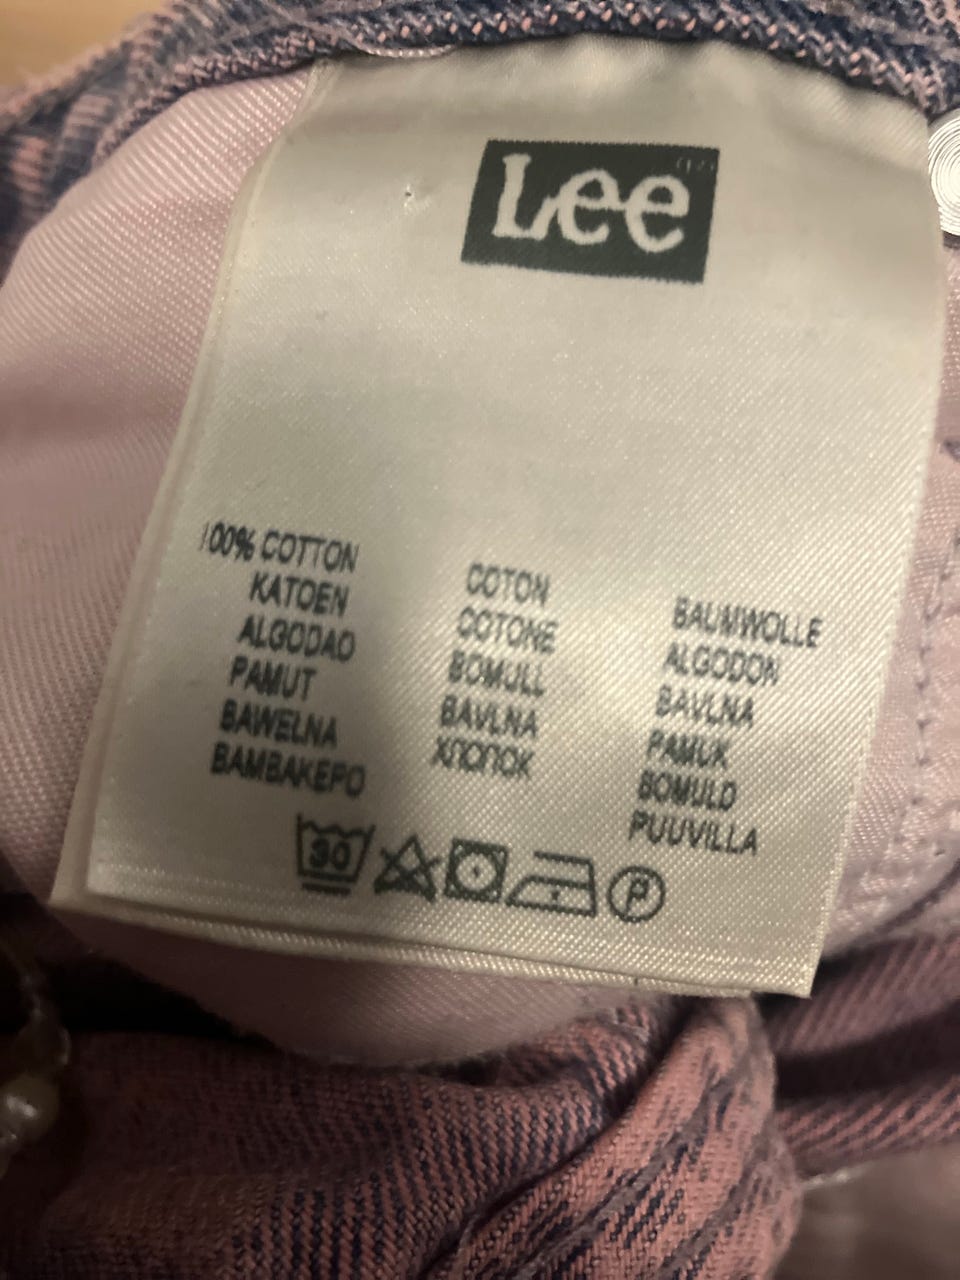 Lee
100% COTTON
KATOEN
ALGODAO
PAMUT
BAWELNA
BAMBAKEPO
COTON
COTONE
BOMULL
BAVLNA
ХЛОПОК
BAUMWOLLE
ALGODON
BAVLNA
PAMUK
BOMULD
PUUVILLA
30
P